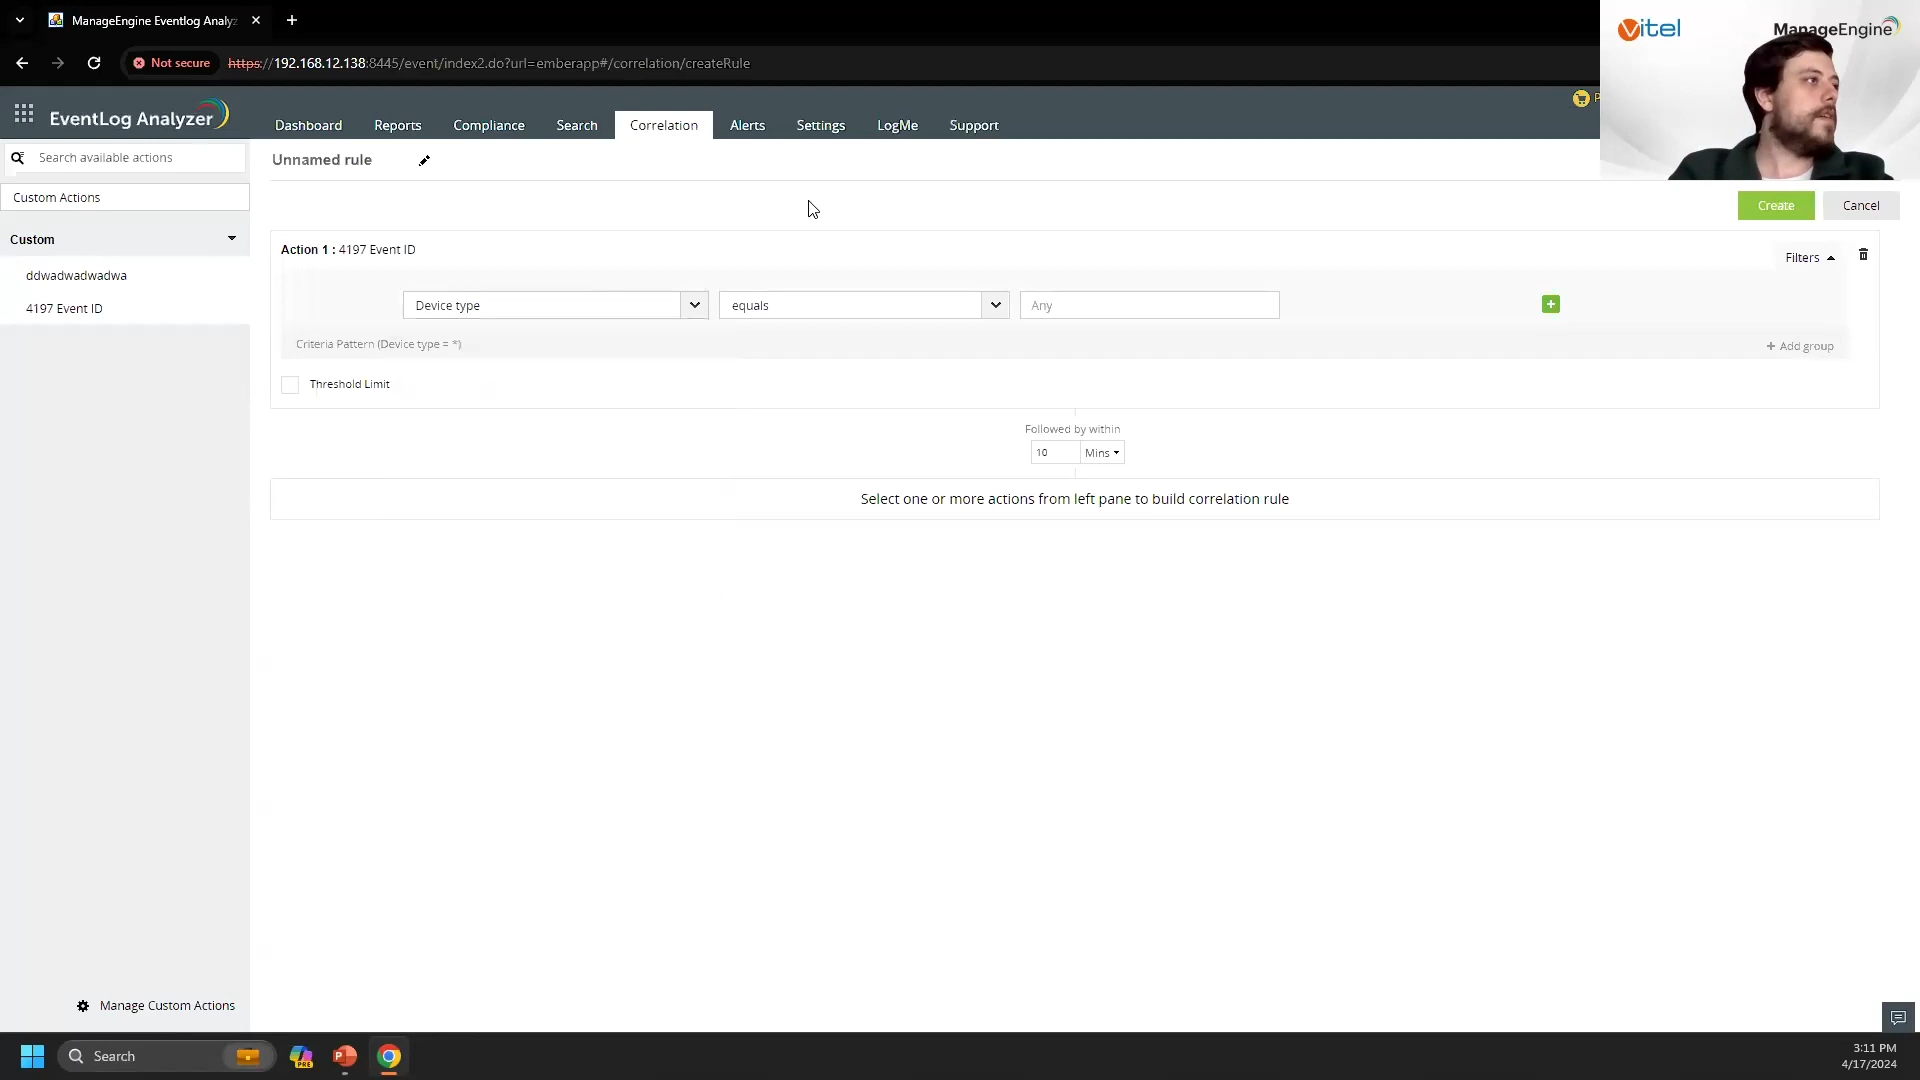 ManageEngine Eventlog Analyz
Not secure
https://192.168.12.138:8445/event/index2.do?url=emberapp#/correlation/createRule
Vitel
ManageEngine
EventLog Analyzer
Dashboard
Reports
Compliance
Search
Correlation
Alerts
Settings
LogMe
Support
P
Search available actions
Unnamed rule
Custom Actions
Create
Cancel
Custom
Action 1 : 4197 Event ID
Filters
ddwadwadwadwa
Device type
equals
Any
4197 Event ID
Criteria Pattern (Device type = *)
+ Add group
Threshold Limit
Followed by within
10
Mins
Select one or more actions from left pane to build correlation rule
Manage Custom Actions
Search
PRE
3:11 PM
4/17/2024